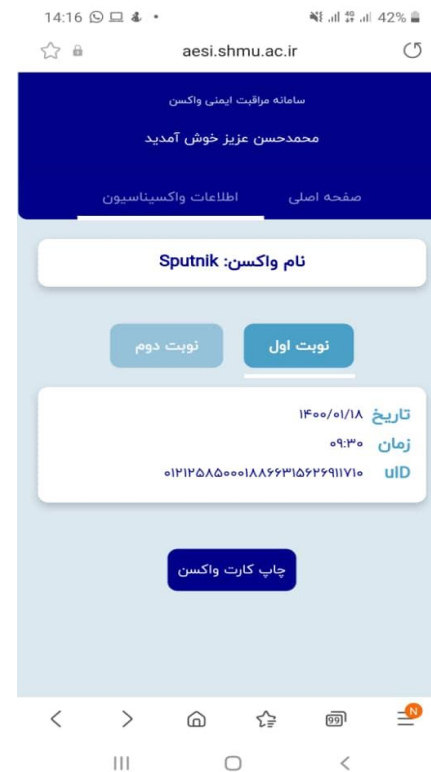 14:16
42%
aesi.shmu.ac.ir
سامانه مراقبت ایمنی واکسن
محمدحسن عزیز خوش آمدید
صفحه اصلی
اطلاعات واکسیناسیون
نام واکسن: Sputnik
نوبت اول
نوبت دوم
تاریخ ۱۴۰۰/۰۱/۱۸
زمان ۰۹:۳۰
uID ۰۱۲۱۲۵۸۵۰۰۰۱۸۸۶۶۳۱۵۶۲۶۹۱۱۷۱۰
چاپ کارت واکسن
99
N